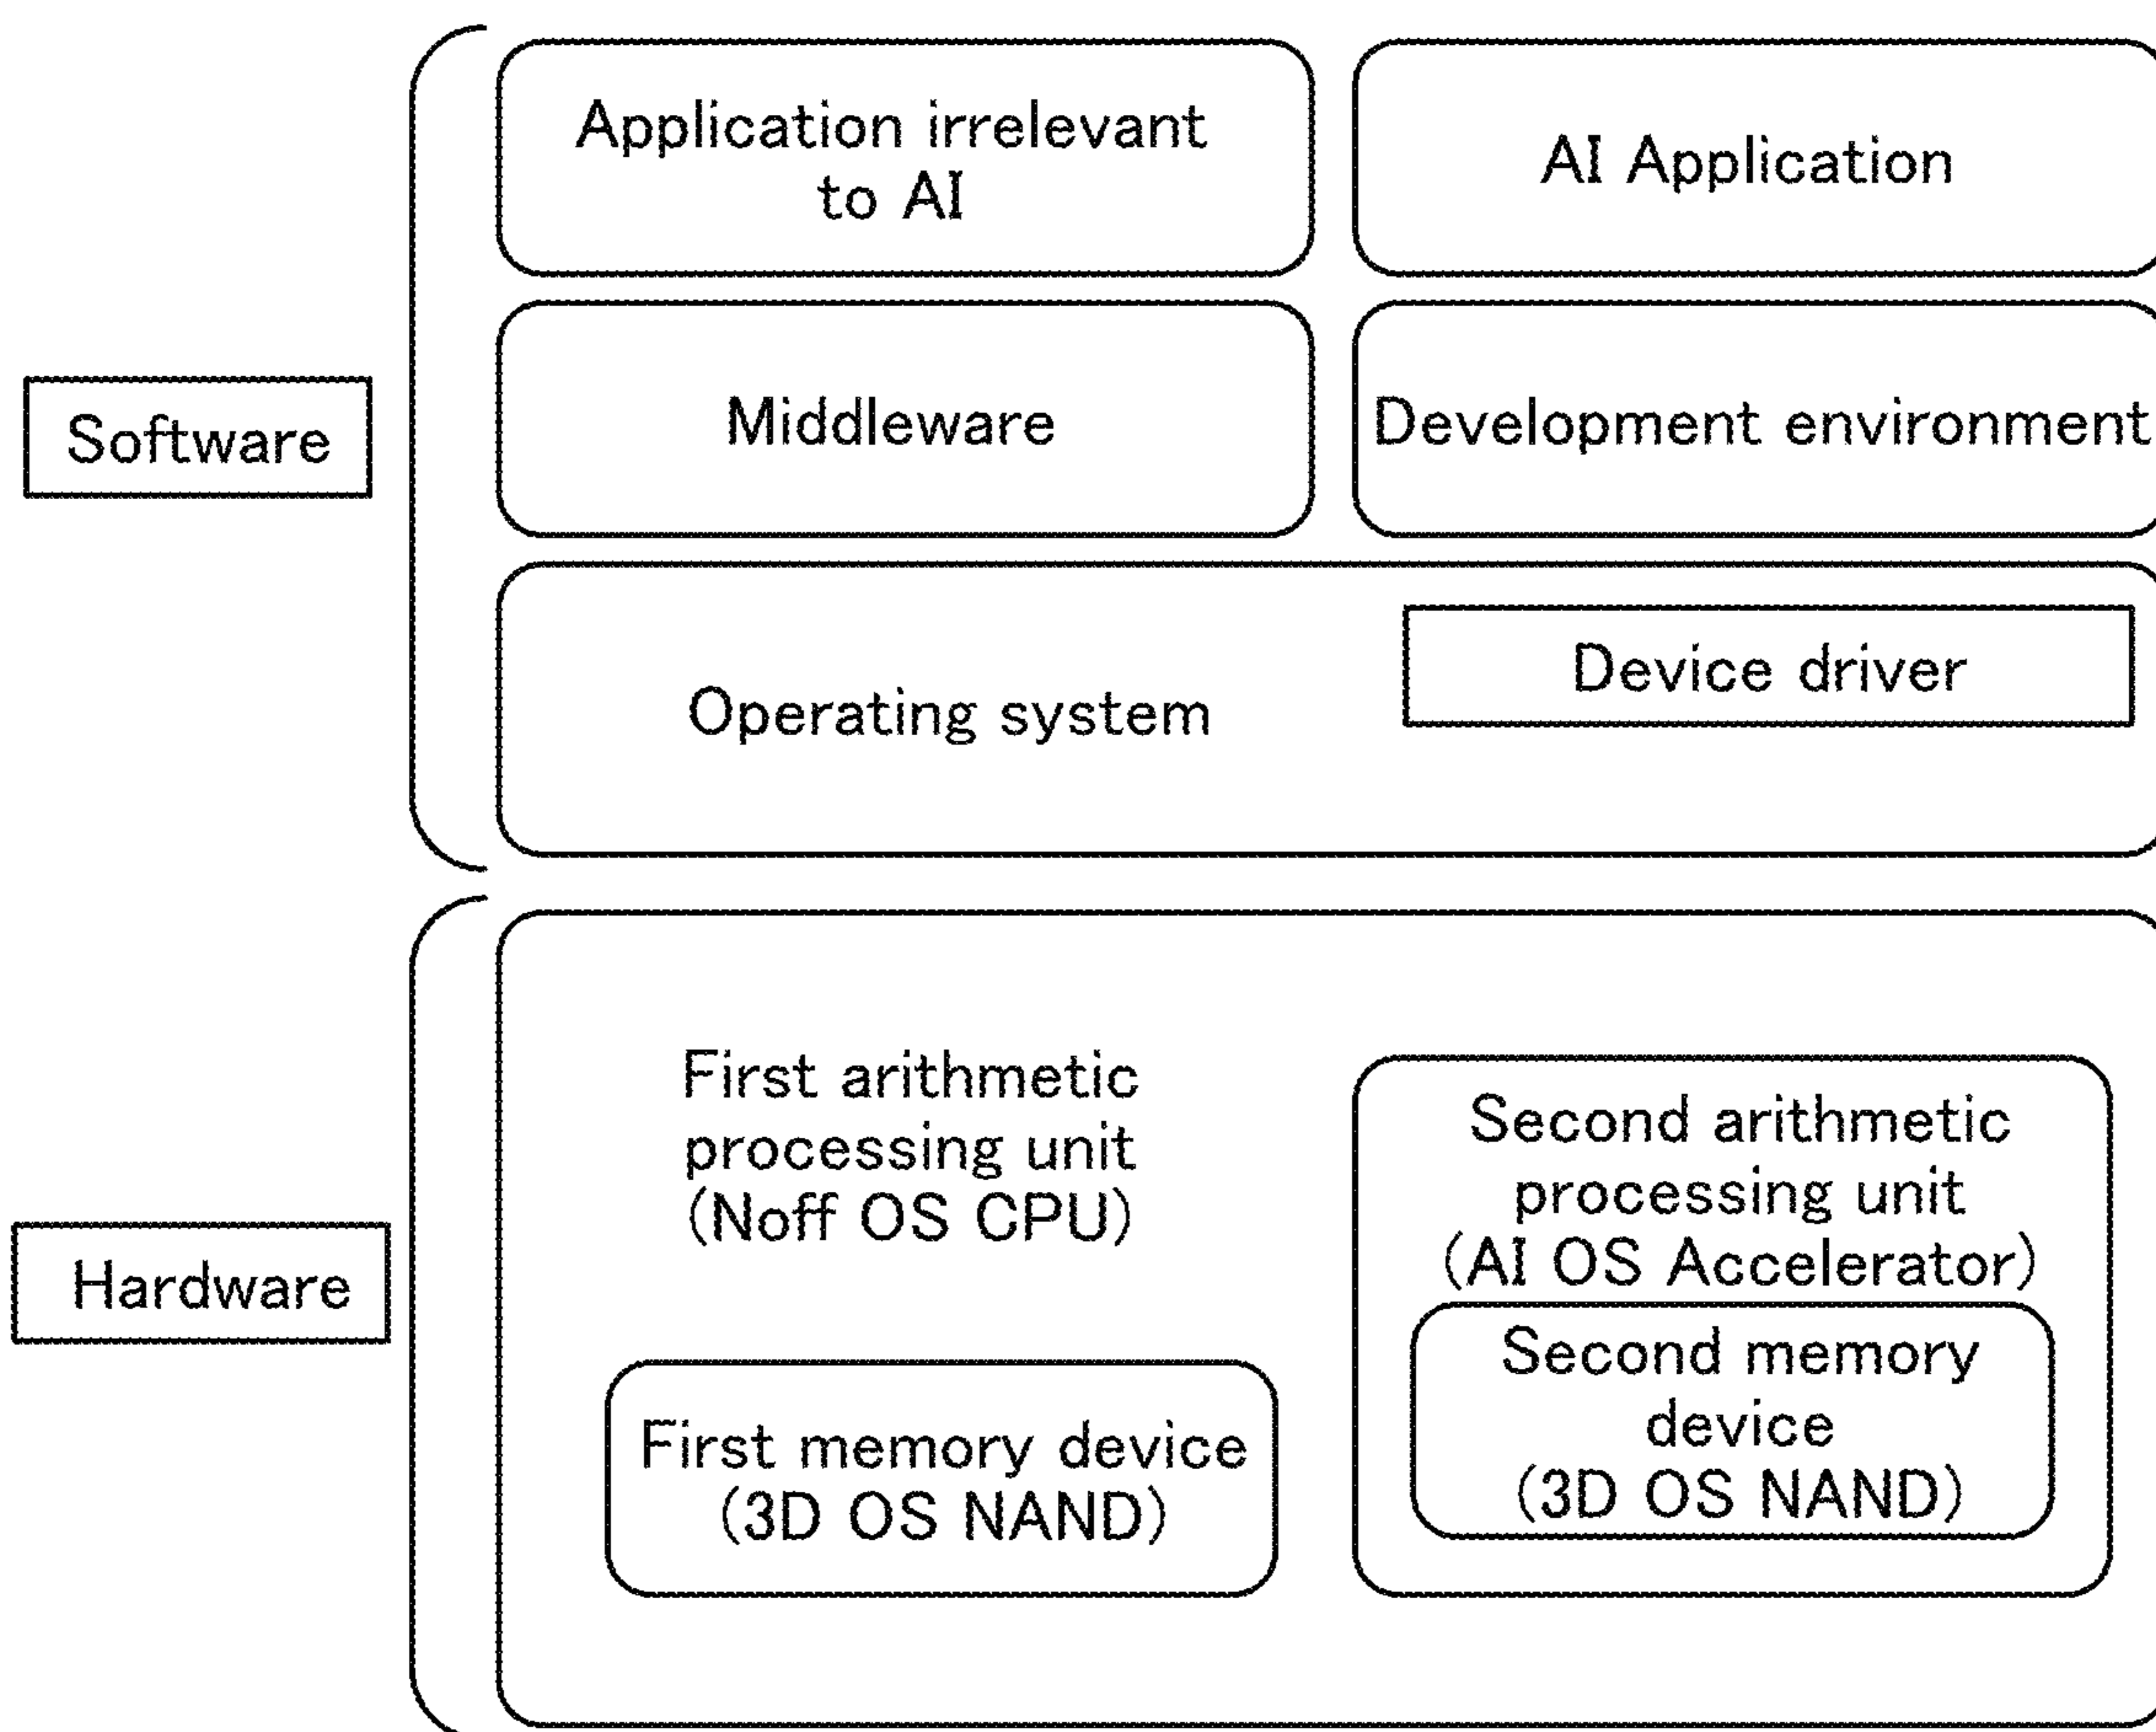 Software
Application irrelevant
to AI
AI Application
Middleware
Development environment
Operating system
Device driver
Hardware
First arithmetic
processing unit
(Noff OS CPU)
First memory device
(3D OS NAND)
Second arithmetic
processing unit
(AI OS Accelerator)
Second memory
device
(3D OS NAND)